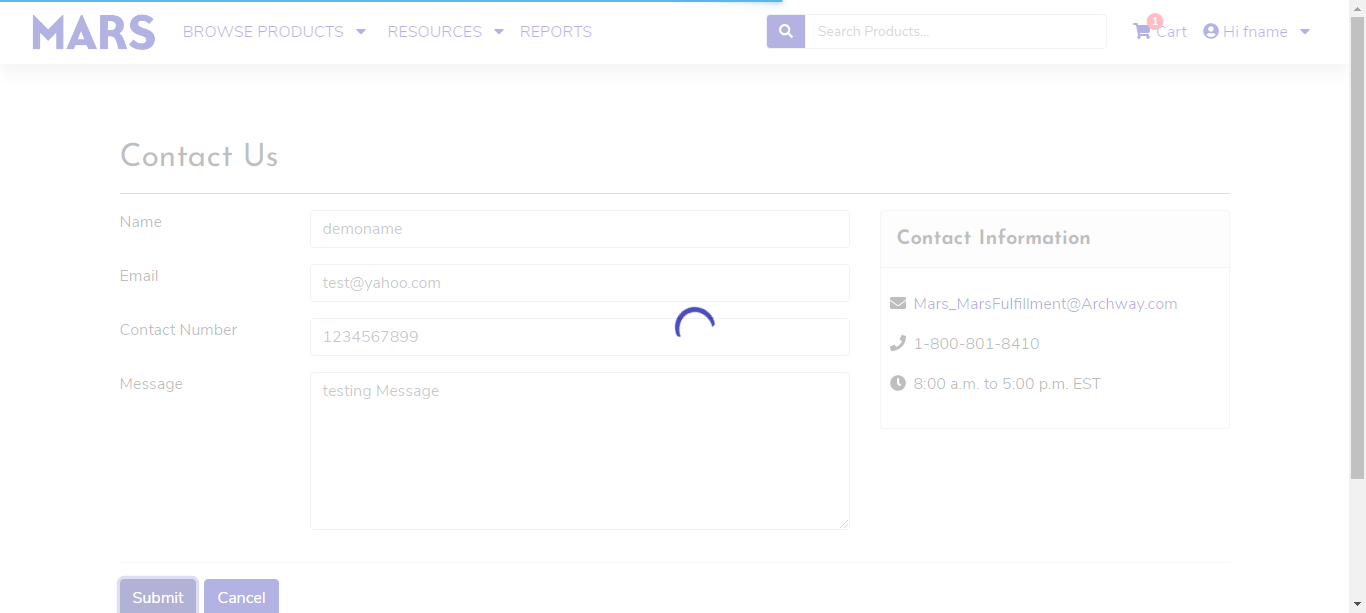 MARS BROWSE PRODUCTS RESOURCES REPORTS Search Products... 1 Cart Hi fname
Contact Us
Name demoname
Email test@yahoo.com
Contact Number 1234567899
Message testing Message
Contact Information
Mars_MarsFulfillment@Archway.com
1-800-801-8410
8:00 a.m. to 5:00 p.m. EST
Submit Cancel